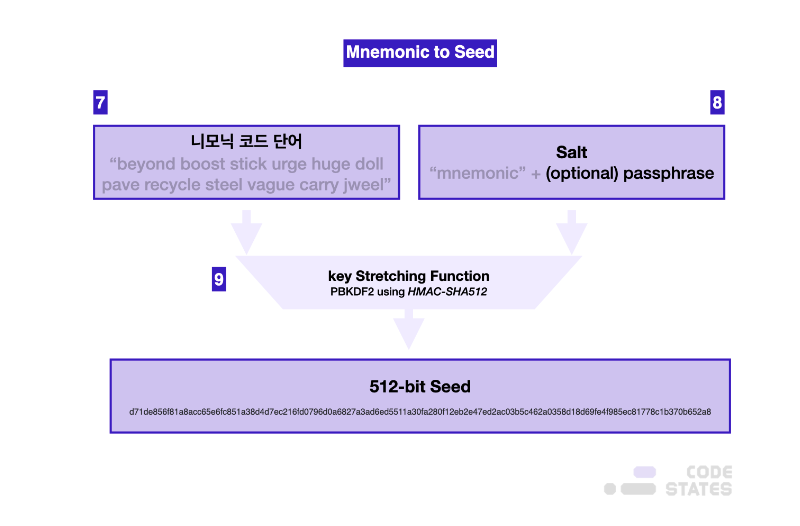 Mnemonic to Seed
7
8
니모닉 코드 단어
“beyond boost stick urge huge doll
pave recycle steel vague carry jweel”
Salt
“mnemonic” + (optional) passphrase
9
key Stretching Function
PBKDF2 using HMAC-SHA512
512-bit Seed
d71de856f81a8acc65e6fc851a38d4d7ec216fd0796d0a6827a3ad6ed5511a30fa280f12eb2e47ed2ac03b5c462a0358d18d69fe4f985ec81778c1b370b652a8
CODE
STATES